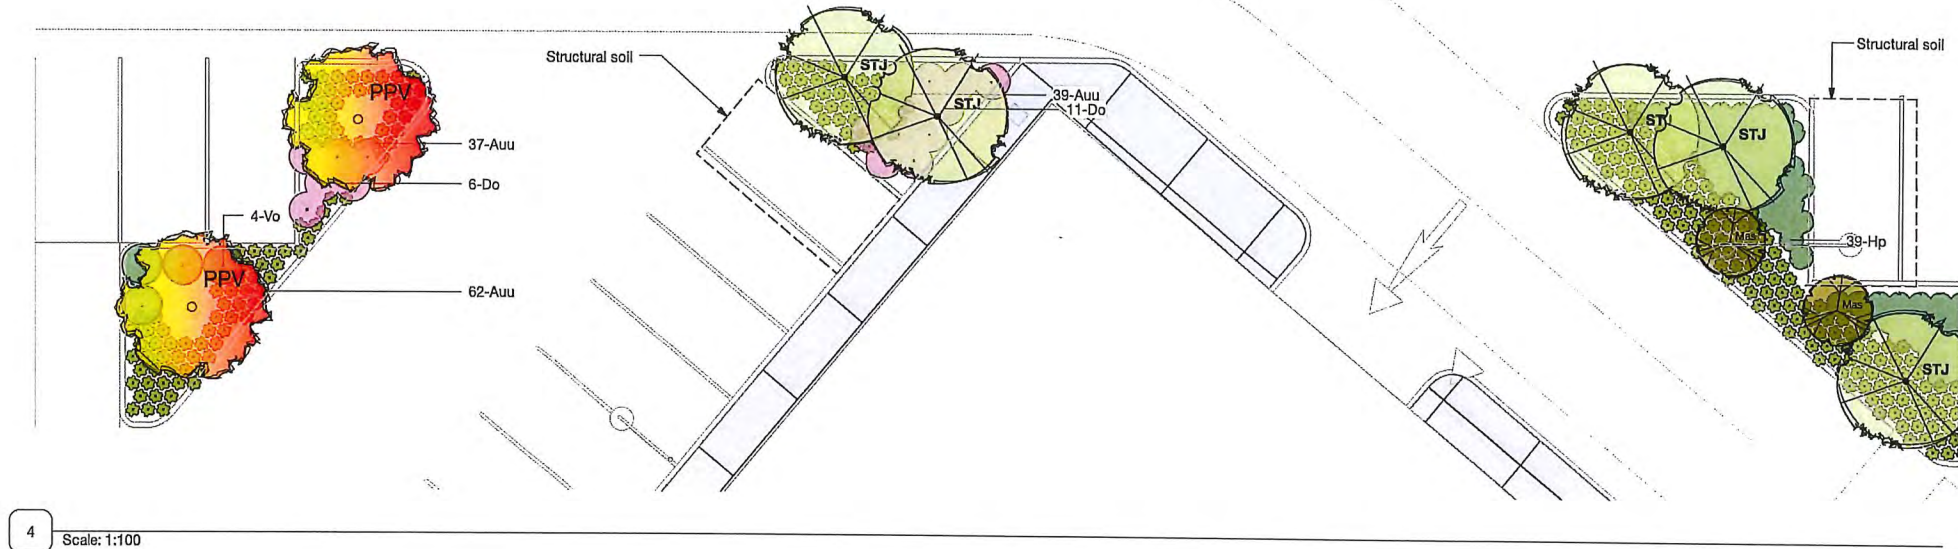 Structural soil
STJ
STJ
39-Auu
11-Do
Structural soil
STJ
STJ
PPV
37-Auu
6-Do
4-Vo
PPV
62-Auu
Mas
39-Hp
Mas
STJ
4
Scale: 1:100